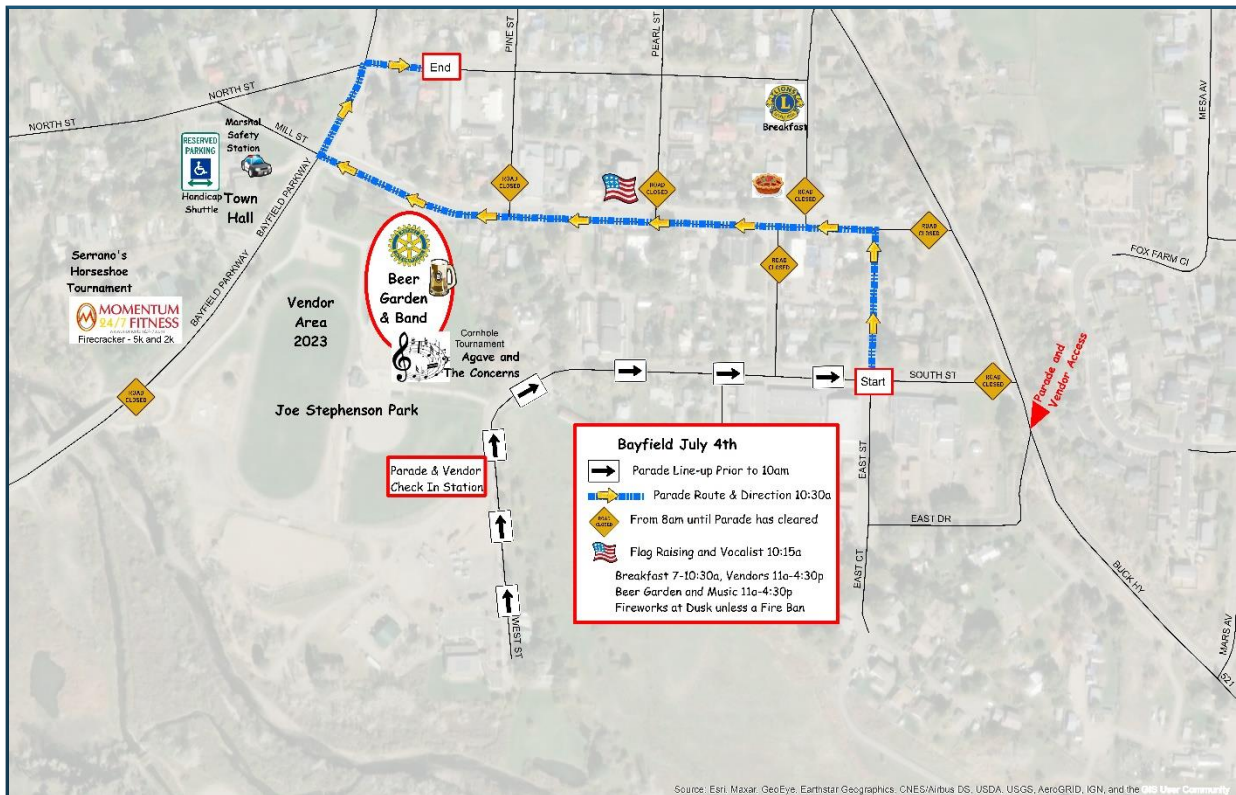 PINE ST
PEARL ST
MESA AV
End
NORTH ST
NORTH ST
MILL ST
Marshal
Safety
Station
RESERVED
PARKING
Handicap
Shuttle
Town
Hall
BAYFIELD PARKWAY
BAYFIELD PARKWAY
LIONS
L
Breakfast
ROAD
CLOSED
ROAD
CLOSED
ROAD
CLOSED
ROAD
CLOSED
ROAD
CLOSED
FOX FARM CI
Serrano's
Horseshoe
Tournament
MOMENTUM
24/7 FITNESS
Firecracker - 5k and 2k
Vendor
Area
2023
Beer
Garden
& Band
Cornhole
Tournament
Agave and
The Concerns
ROAD
CLOSED
Joe Stephenson Park
Start
SOUTH ST
ROAD
CLOSED
Parade and
Vendor Access
Parade & Vendor
Check In Station
WEST ST
EAST ST
EAST DR
EAST CT
BUCK HY
MARS AV
521
Bayfield July 4th
Parade Line-up Prior to 10am
Parade Route & Direction 10:30a
ROAD
CLOSED
From 8am until Parade has cleared
Flag Raising and Vocalist 10:15a
Breakfast 7-10:30a, Vendors 11a-4:30p
Beer Garden and Music 11a-4:30p
Fireworks at Dusk unless a Fire Ban
Source: Esri, Maxar, GeoEye, Earthstar Geographics, CNES/Airbus DS, USDA, USGS, AeroGRID, IGN, and the GIS User Community